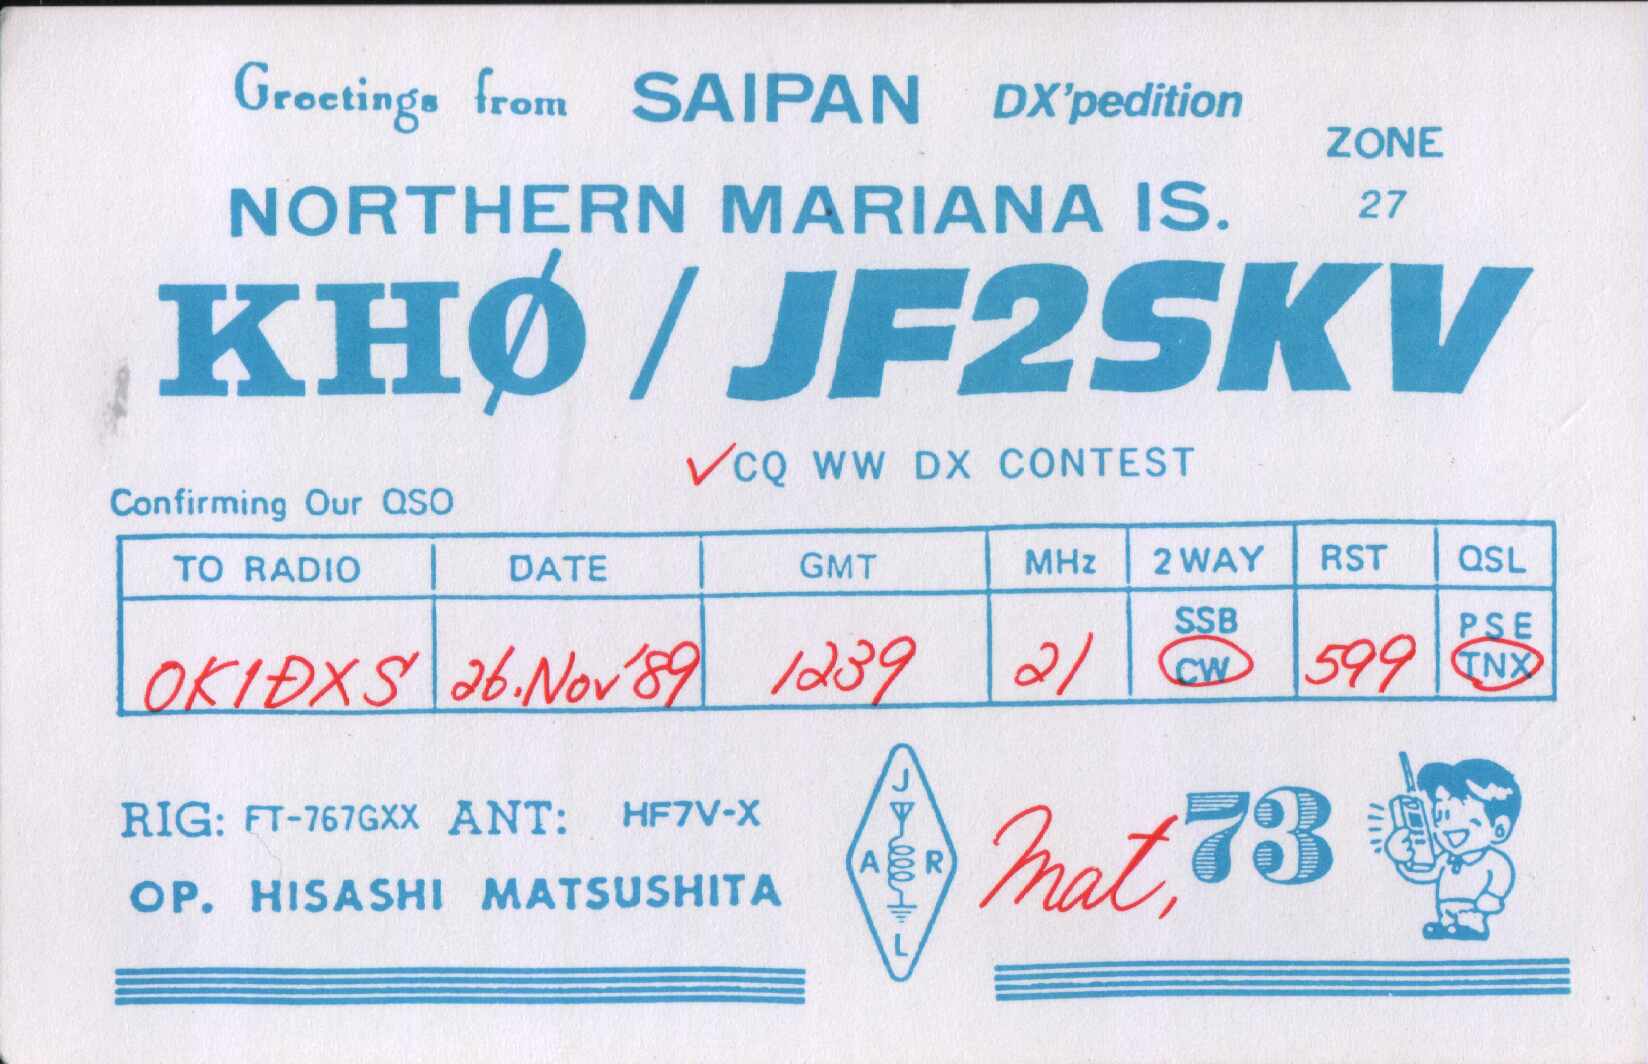 Greetings from SAIPAN DX'pedition
ZONE
27
NORTHERN MARIANA IS.
KHØ / JF2SKV
✓CQ WW DX CONTEST
Confirming Our QSO
TO RADIO DATE GMT MHz 2WAY RST QSL
SSB PSE
OK1DXS 26.Nov'89 1239 21 CW 599 TNX
RIG: FT-767GXX ANT: HF7V-X
OP. HISASHI MATSUSHITA
J
A R
L
Mat, 73